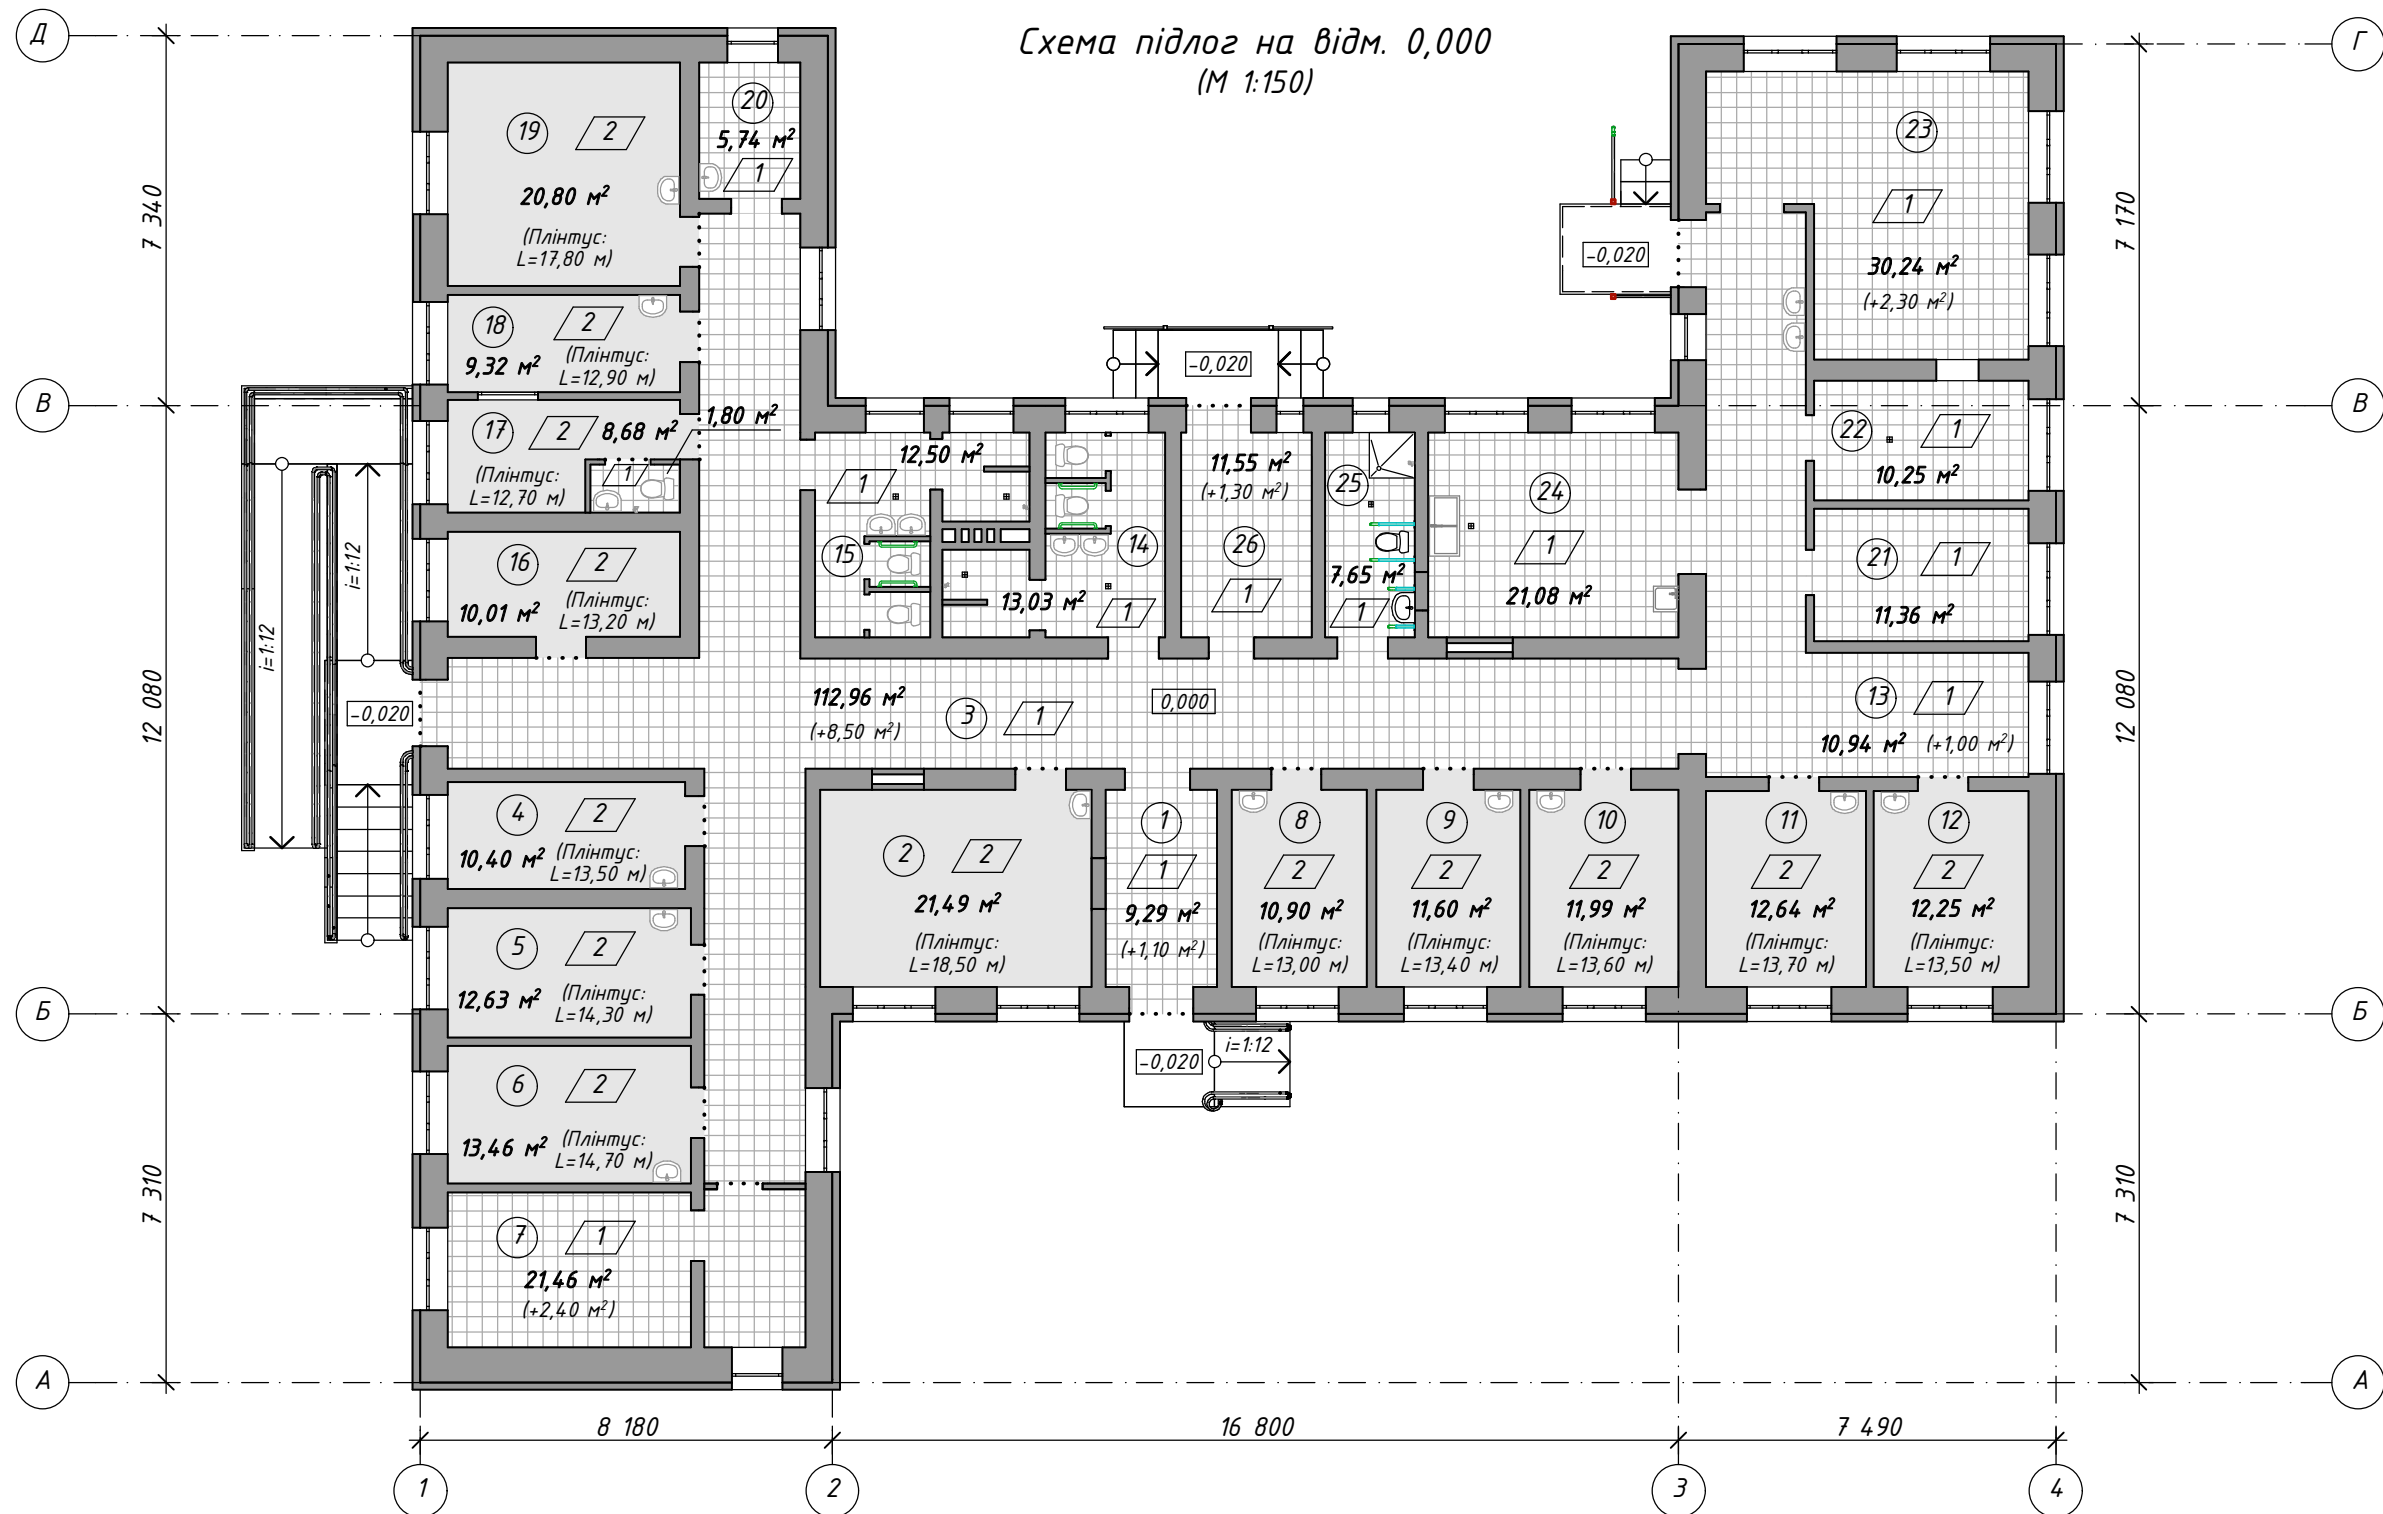 Схема підлог на відм. 0,000
(М 1:150)
Д
Г
19
2
20,80 м²
(Плінтус:
L=17,80 м)
20
5,74 м²
1
23
1
30,24 м²
(+2,30 м²)
7 340
7 170
-0,020
18
2
9,32 м²
(Плінтус:
L=12,90 м)
-0,020
В
В
17
2
8,68 м²
1,80 м²
(Плінтус:
L=12,70 м)
1
12,50 м²
1
15
14
13,03 м²
1
11,55 м²
(+1,30 м²)
26
1
25
7,65 м²
1
24
1
21,08 м²
22
1
10,25 м²
21
1
11,36 м²
16
2
10,01 м²
(Плінтус:
L=13,20 м)
i=1:12
i=1:12
12 080
12 080
-0,020
112,96 м²
(+8,50 м²)
3
1
0,000
13
1
10,94 м²
(+1,00 м²)
4
2
10,40 м²
(Плінтус:
L=13,50 м)
2
2
21,49 м²
(Плінтус:
L=18,50 м)
1
1
9,29 м²
(+1,10 м²)
8
2
10,90 м²
(Плінтус:
L=13,00 м)
9
2
11,60 м²
(Плінтус:
L=13,40 м)
10
2
11,99 м²
(Плінтус:
L=13,60 м)
11
2
12,64 м²
(Плінтус:
L=13,70 м)
12
2
12,25 м²
(Плінтус:
L=13,50 м)
5
2
12,63 м²
(Плінтус:
L=14,30 м)
Б
Б
-0,020
i=1:12
6
2
13,46 м²
(Плінтус:
L=14,70 м)
7 310
7 310
7
1
21,46 м²
(+2,40 м²)
А
А
8 180
16 800
7 490
1
2
3
4